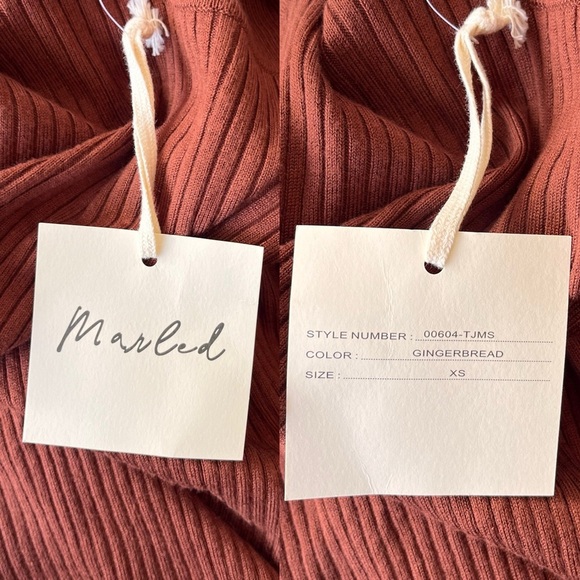 Marled
STYLE NUMBER : 00604-TJMS
COLOR : GINGERBREAD
SIZE : XS